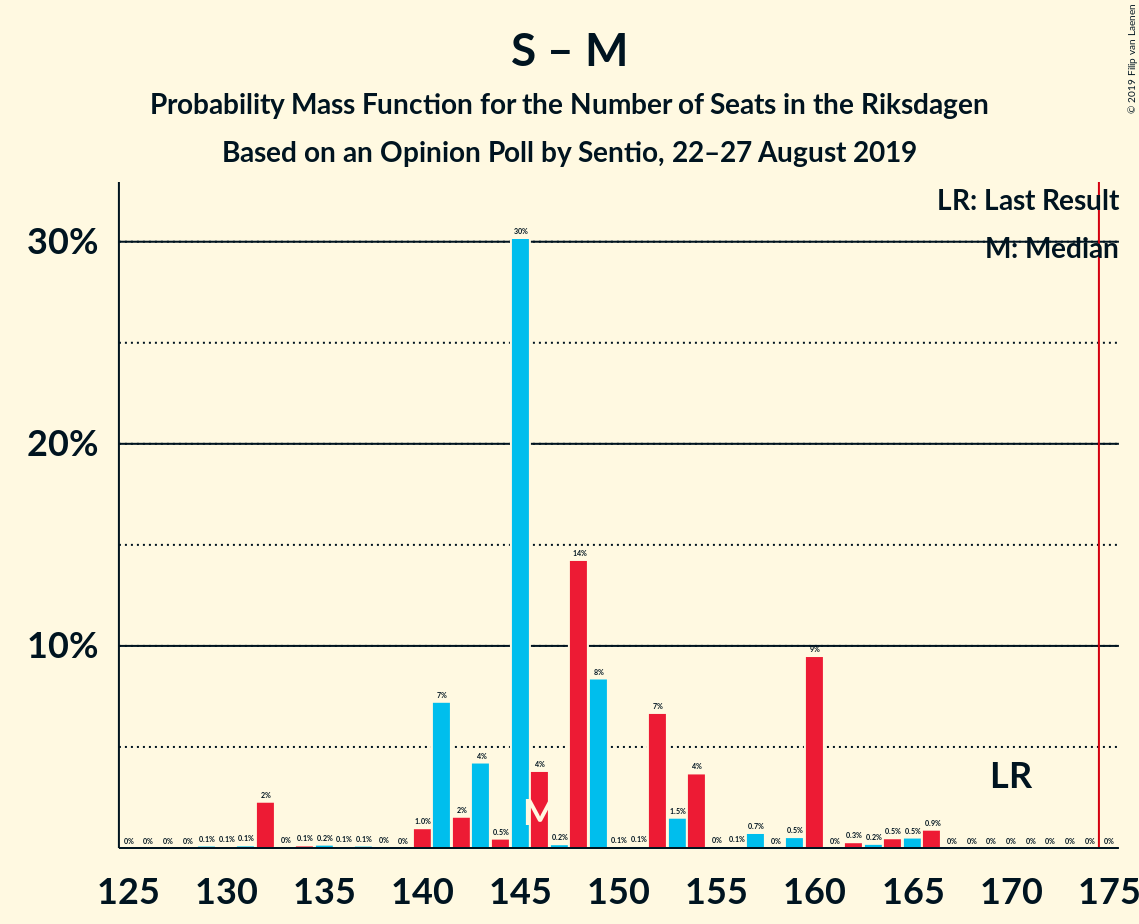 S – M
Probability Mass Function for the Number of Seats in the Riksdagen
Based on an Opinion Poll by Sentio, 22–27 August 2019
© 2019 Filip van Laenen
LR: Last Result
M: Median
30%
20%
10%
0% 0% 0% 0% 0.1% 0.1% 0.1% 2% 0% 0.1% 0.2% 0.1% 0.1% 0% 0% 1.0% 7% 2% 4% 0.5% 30% 4% 0.2% 14% 8% 0.1% 0.1% 7% 1.5% 4% 0% 0.1% 0.7% 0% 0.5% 9% 0% 0.3% 0.2% 0.5% 0.5% 0.9% 0% 0% 0% 0% 0% 0% 0% 0% 0%
M
LR
125 130 135 140 145 150 155 160 165 170 175